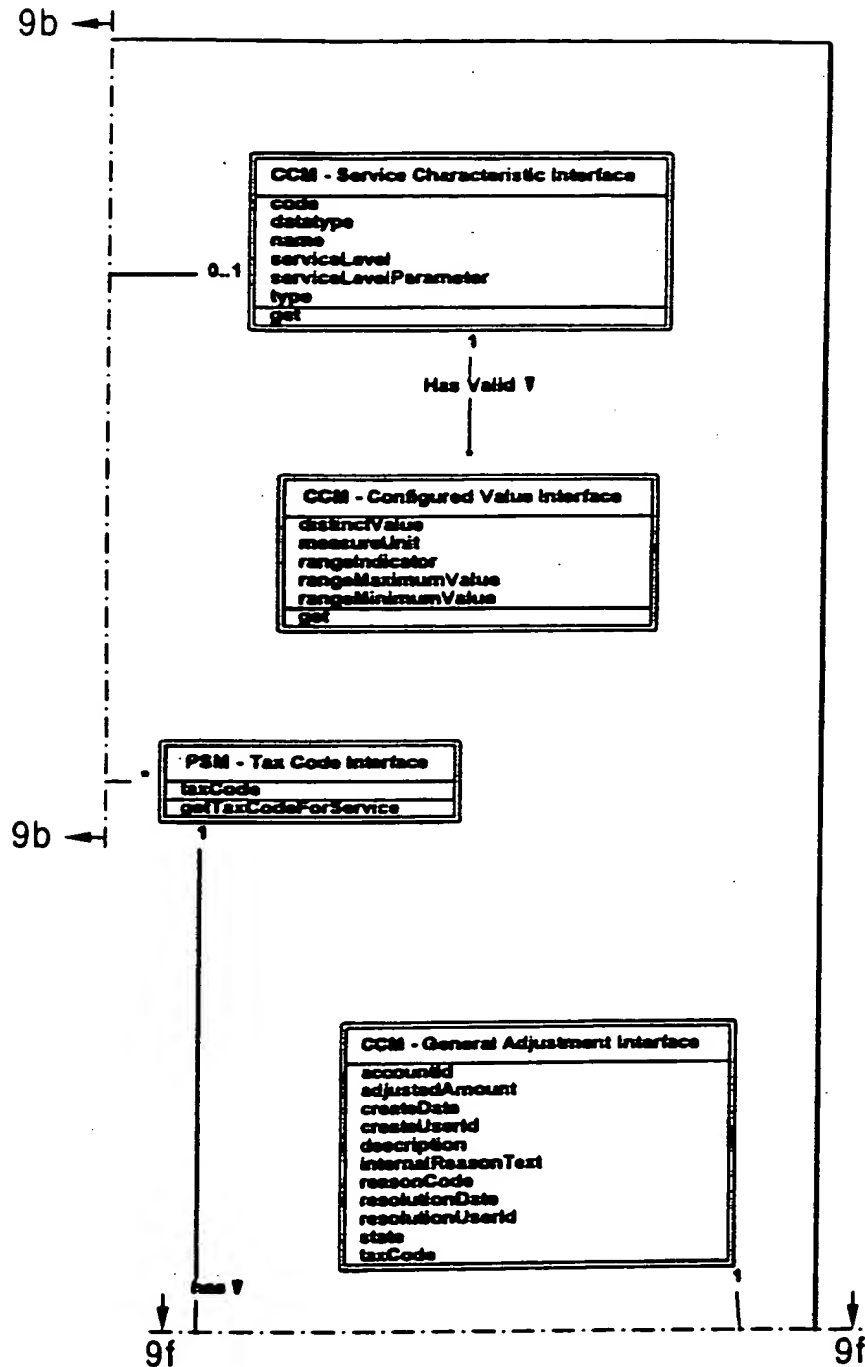 9b
CCM - Service Characteristic Interface
code
datatype
name
serviceLevel
0..1
serviceLevelParameter
type
get
1
Has Valid ▼
*
CCM - Configured Value Interface
distinctValue
measureUnit
rangeIndicator
rangeMaximumValue
rangeMinimumValue
get
PSM - Tax Code Interface
*
taxCode
getTaxCodeForService
1
9b
CCM - General Adjustment Interface
accountId
adjustedAmount
createDate
createUserId
description
internalReasonText
reasonCode
resolutionDate
resolutionUserId
state
taxCode
1
has ▼
9f
9f